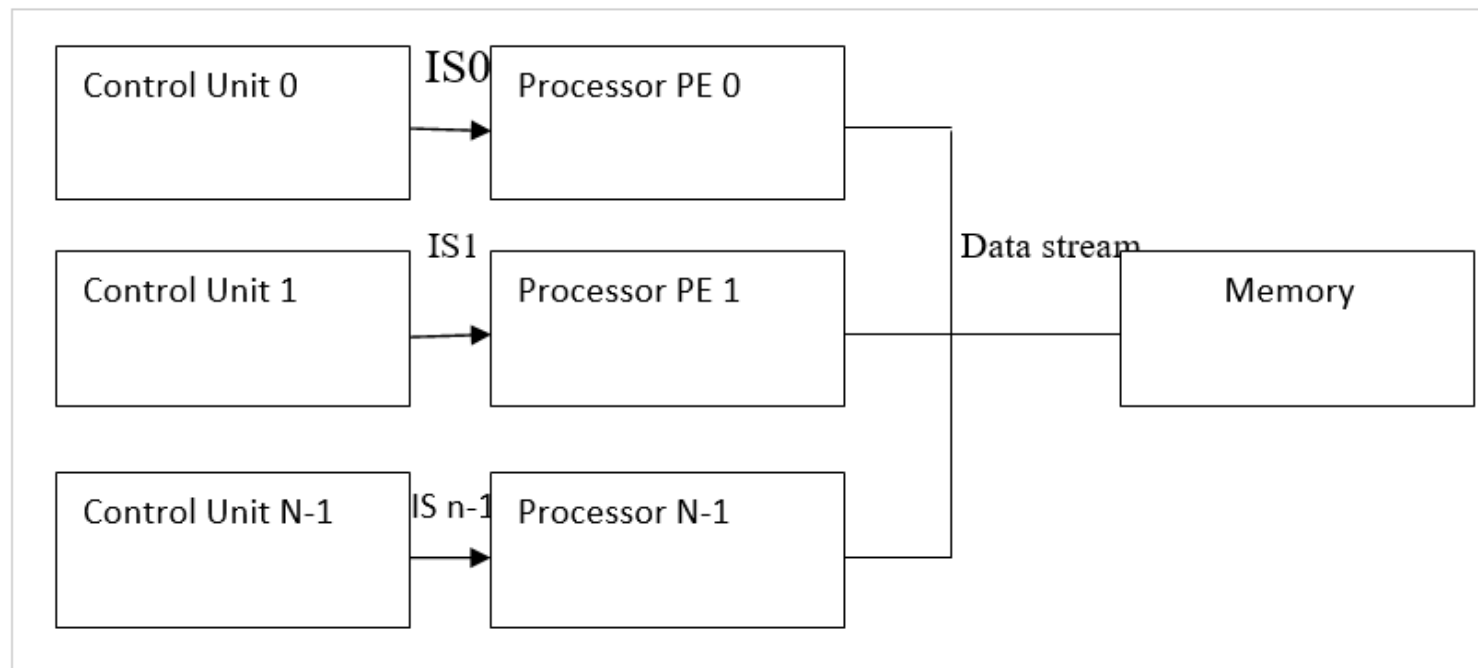 Control Unit 0
IS0
Processor PE 0
IS1
Data stream
Control Unit 1
Processor PE 1
Memory
Control Unit N-1
IS n-1
Processor N-1